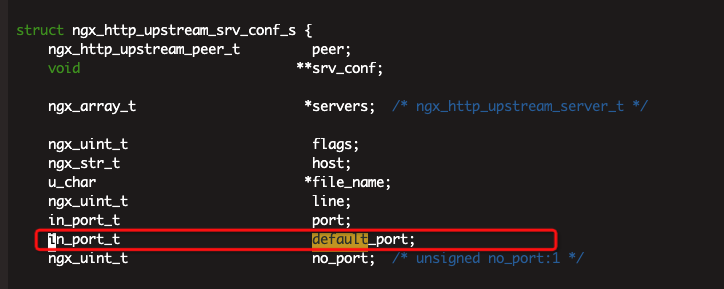 struct ngx_http_upstream_srv_conf_s {
ngx_http_upstream_peer_t peer;
void **srv_conf;
ngx_array_t *servers; /* ngx_http_upstream_server_t */
ngx_uint_t flags;
ngx_str_t host;
u_char *file_name;
ngx_uint_t line;
in_port_t port;
in_port_t default_port;
ngx_uint_t no_port; /* unsigned no_port:1 */